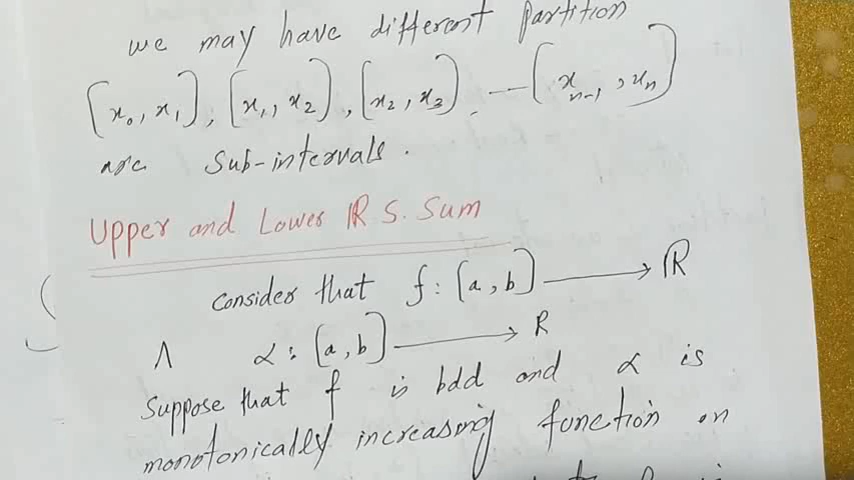 we may have different partition
[x₀, x₁], [x₁, x₂], [x₂, x₃], ---[xₙ₋₁, xₙ]
are Sub-intervals.
Upper and Lower R S. Sum
Consider that f: [a, b] ⟶ ℝ
∧ α: [a, b] ⟶ R
Suppose that f is bdd and α is
monotonically increasing function on